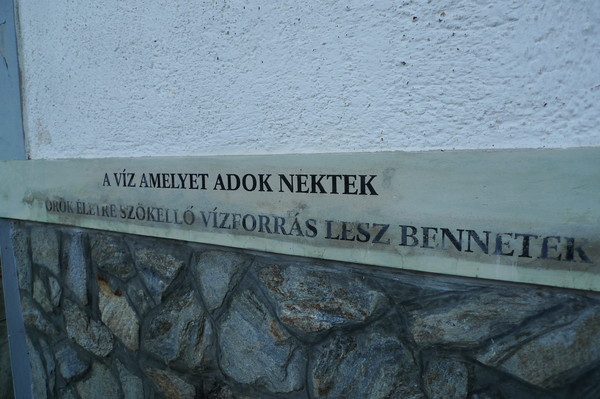 A VÍZ AMELYET ADOK NEKTEK
ÖRÖK ÉLETRE SZÖKELLŐ VÍZFORRÁS LESZ BENNETEK